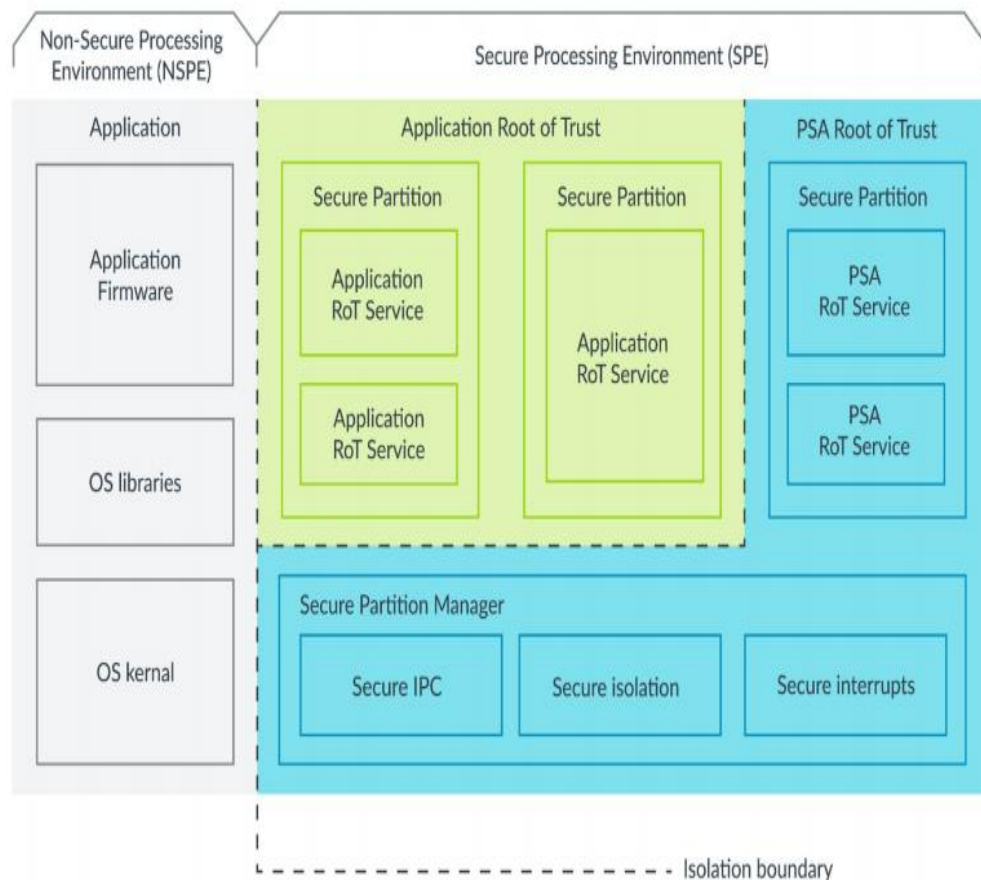 Non-Secure Processing
Environment (NSPE)
Secure Processing Environment (SPE)
Application
Application Root of Trust
PSA Root of Trust
Application
Firmware
OS libraries
OS kernal
Secure Partition
Application
RoT Service
Application
RoT Service
Secure Partition
Application
RoT Service
Secure Partition
PSA
RoT Service
PSA
RoT Service
Secure Partition Manager
Secure IPC
Secure isolation
Secure interrupts
Isolation boundary